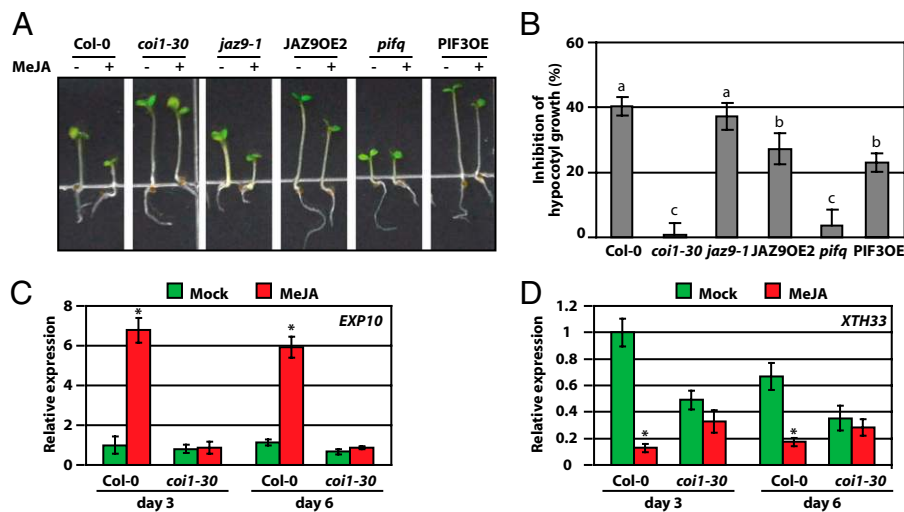 A
Col-0 coi1-30 jaz9-1 JAZ9OE2 pifq PIF3OE
MeJA - + - + - + - + - + - +
B
Inhibition of
hypocotyl growth (%)
60
40
20
0
a
c
a
b
c
b
Col-0 coi1-30 jaz9-1 JAZ9OE2 pifq PIF3OE
C
Mock MeJA
EXP10
Relative expression
8
6
4
2
0
* *
Col-0 coi1-30 Col-0 coi1-30
day 3 day 6
D
Mock MeJA
XTH33
Relative expression
1.2
1
0.8
0.6
0.4
0.2
0
* *
Col-0 coi1-30 Col-0 coi1-30
day 3 day 6